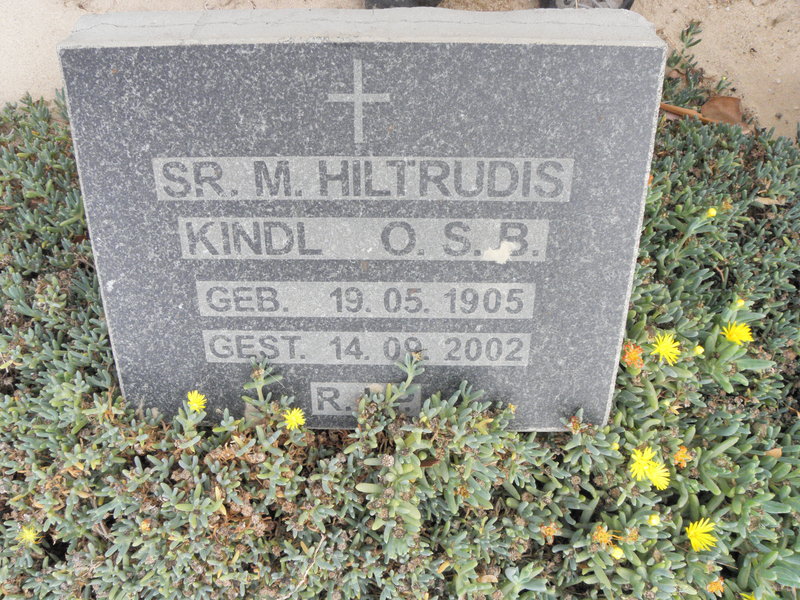 SR. M. HILTRUDIS
KINDL O. S. B.
GEB. 19. 05. 1905
GEST. 14. 09. 2002